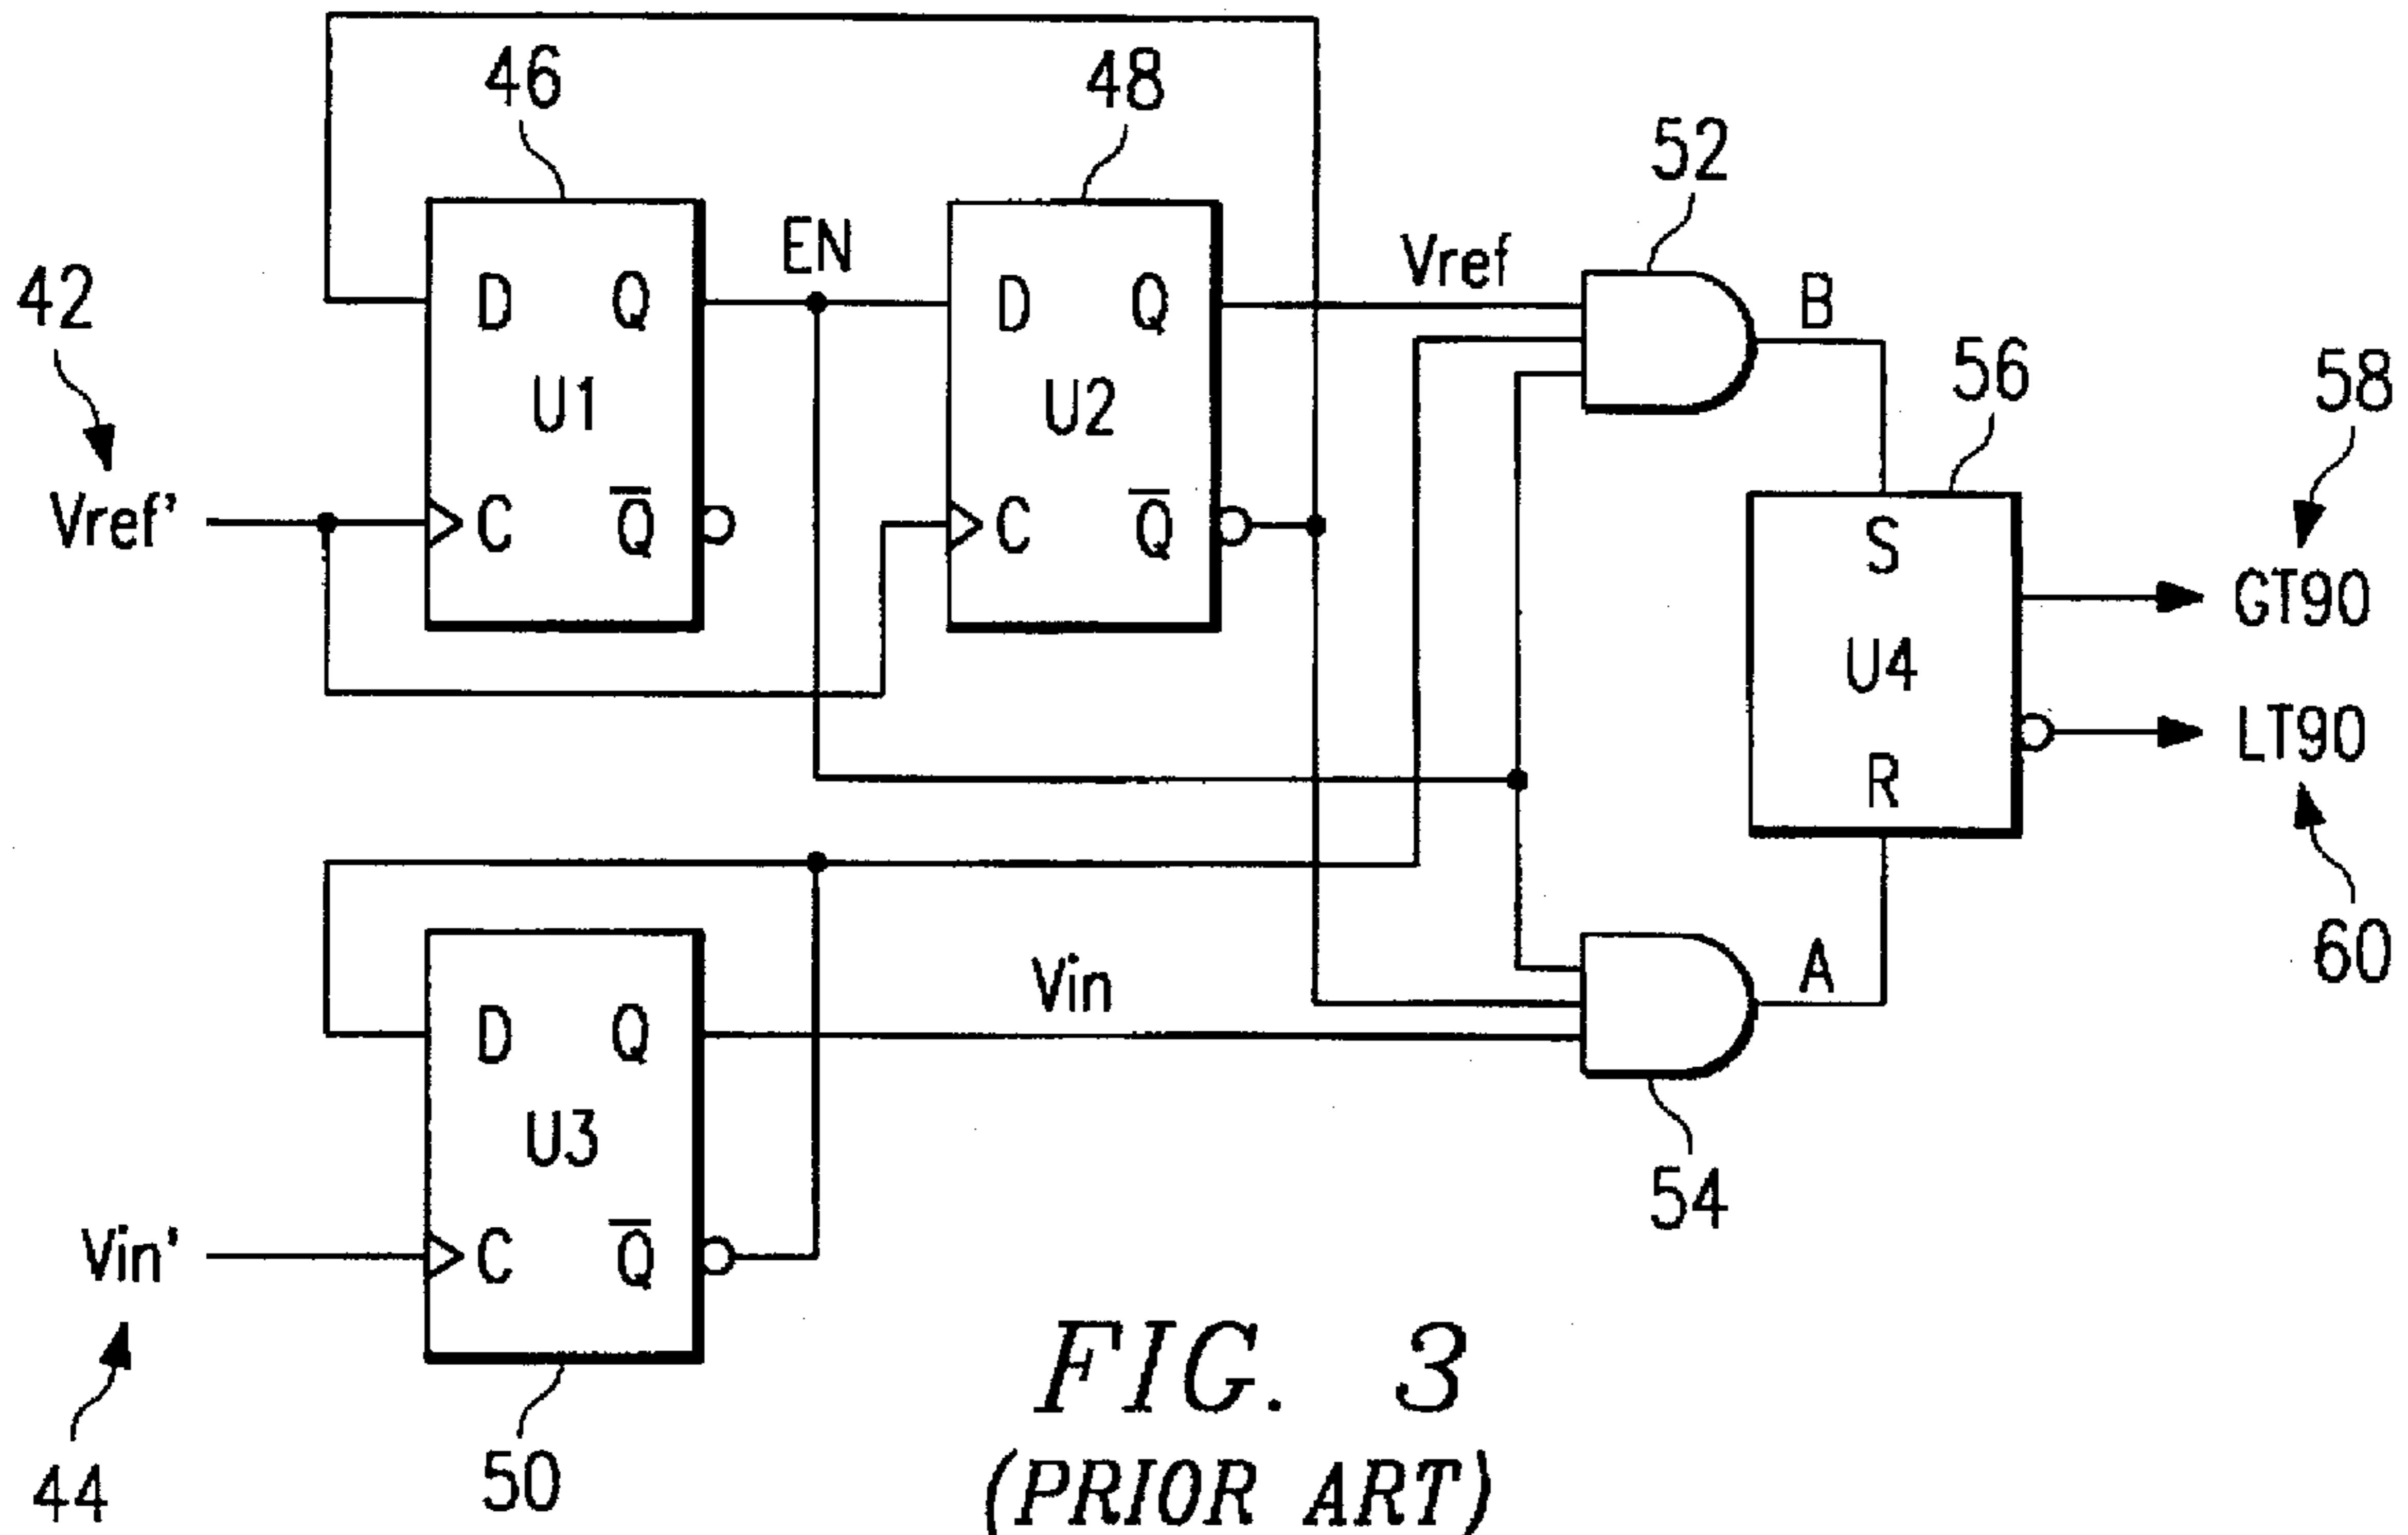 46
48
52
EN
Vref
B
42
D
Q
D
Q
56
58
U1
U2
Vref'
C
Q̅
C
Q̅
S
GT90
U4
LT90
R
Vin
A
60
D
Q
U3
54
Vin'
C
Q̅
44
50
FIG. 3
(PRIOR ART)